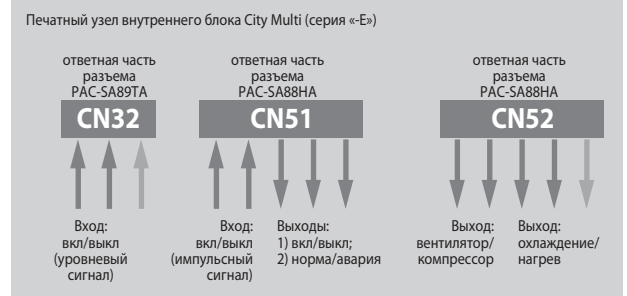 Печатный узел внутреннего блока City Multi (серия «-E»)
ответная часть
разъема
PAC-SA89TA
CN32
Вход:
вкл/выкл
(уровневый
сигнал)
ответная часть
разъема
PAC-SA88HA
CN51
Вход:
вкл/выкл
(импульсный
сигнал)
Выходы:
1) вкл/выкл;
2) норма/авария
ответная часть
разъема
PAC-SA88HA
CN52
Выход:
вентилятор/
компрессор
Выход:
охлаждение/
нагрев